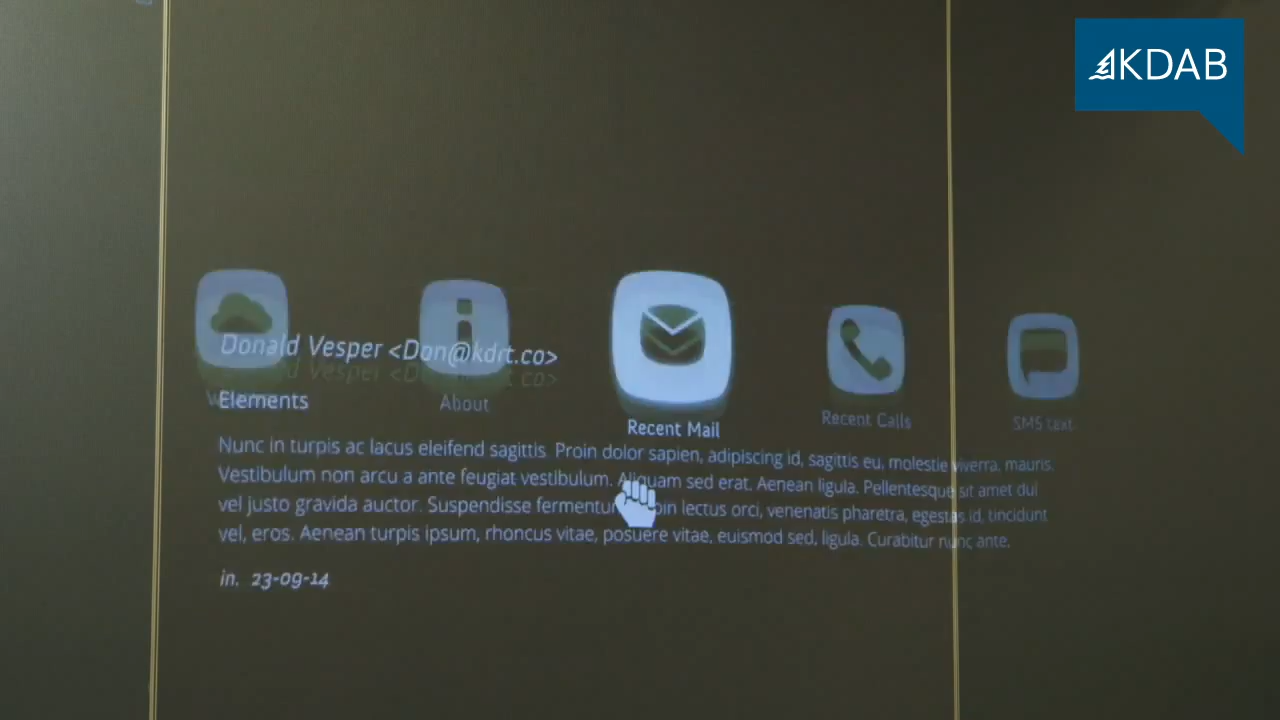 KDAB
Donald Vesper <Don@kdrt.co>
Elements
About
Recent Mail
Recent Calls
SMS text
Nunc in turpis ac lacus eleifend sagittis. Proin dolor sapien, adipiscing id, sagittis eu, molestie viverra, mauris.
Vestibulum non arcu a ante feugiat vestibulum. Aliquam sed erat. Aenean ligula. Pellentesque sit amet dui
vel justo gravida auctor. Suspendisse lectus orci, venenatis pharetra, egestas id, tincidunt
vel, eros. Aenean turpis ipsum, rhoncus vitae, posuere vitae, euismod sed, ligula. Curabitur nunc ante.
in. 23-09-14